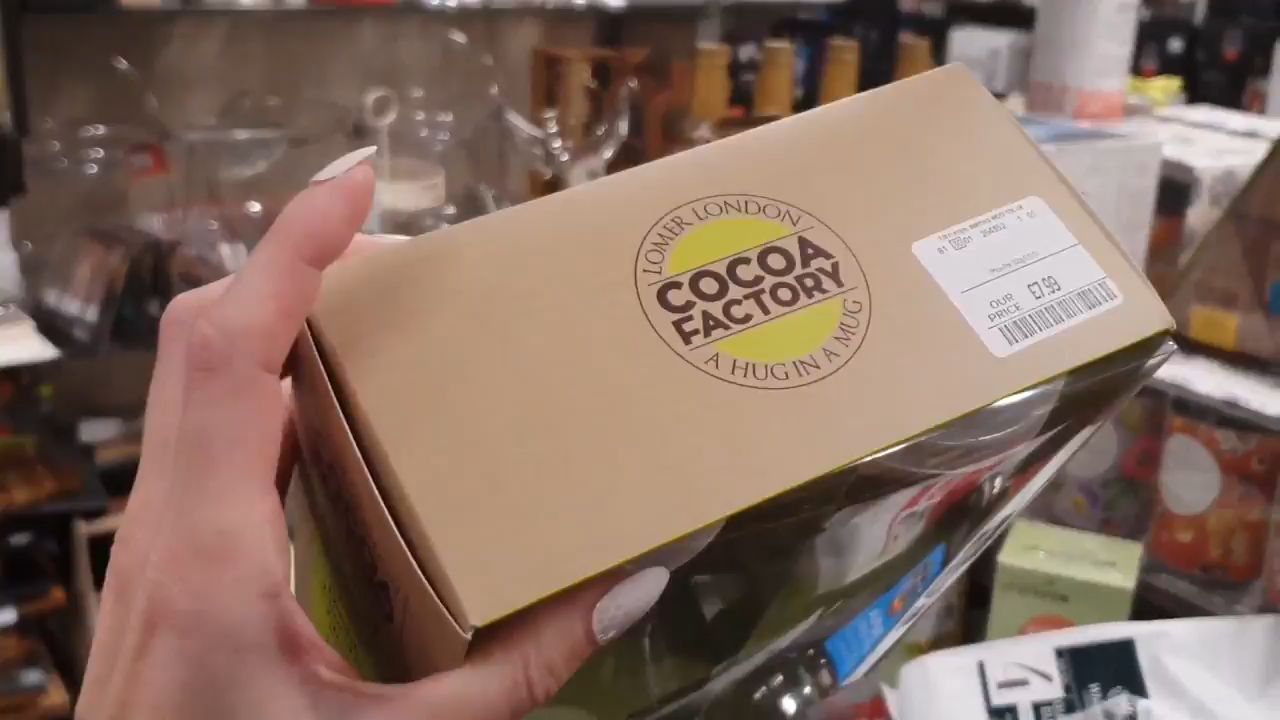 LOMER LONDON
COCOA
FACTORY
A HUG IN A MUG
OUR
PRICE £7.99